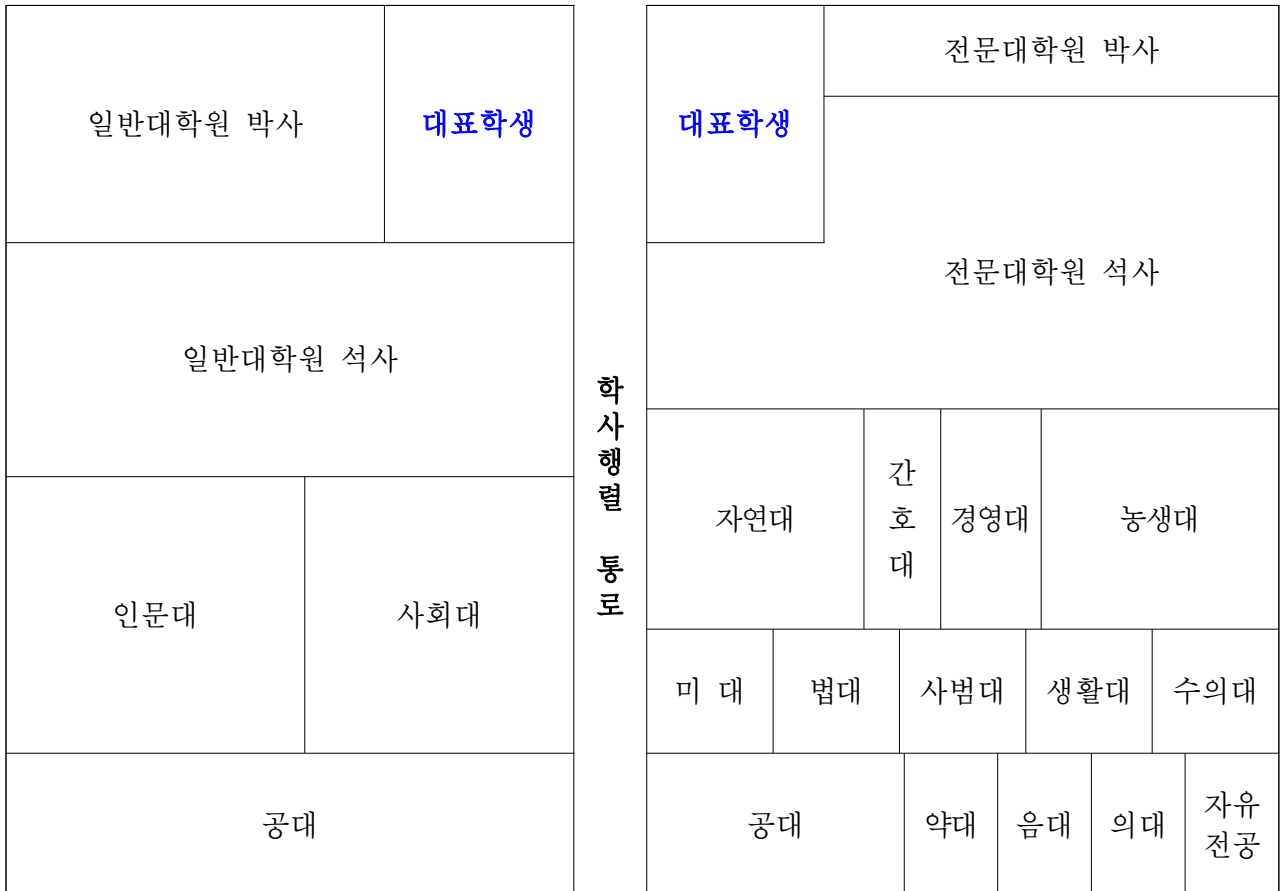 일반대학원 박사
대표학생
일반대학원 석사
인문대
사회대
공대
학
사
행
렬
통
로
대표학생
전문대학원 박사
전문대학원 석사
자연대
간
호
대
경영대
농생대
미 대
법대
사범대
생활대
수의대
공대
약대
음대
의대
자유
전공